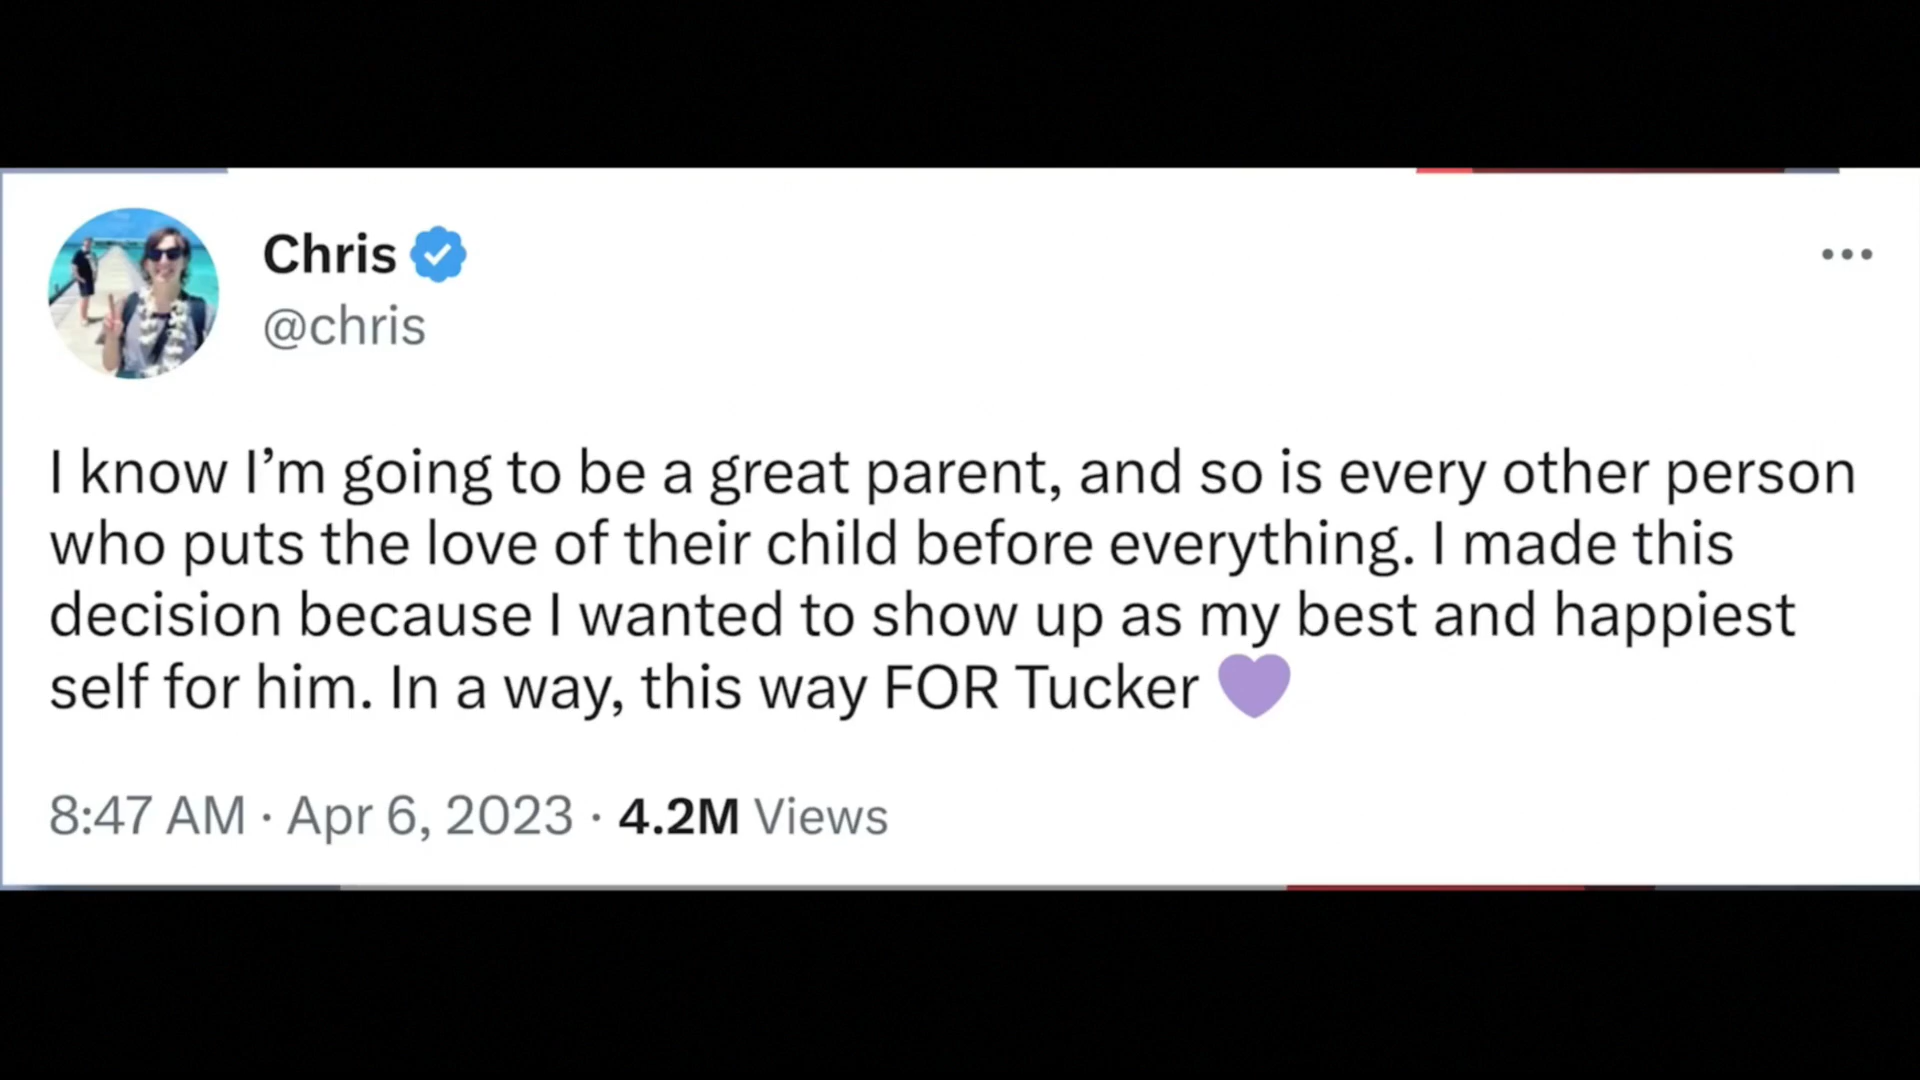 Chris
@chris
I know I’m going to be a great parent, and so is every other person
who puts the love of their child before everything. I made this
decision because I wanted to show up as my best and happiest
self for him. In a way, this way FOR Tucker 💜
8:47 AM · Apr 6, 2023 · 4.2M Views